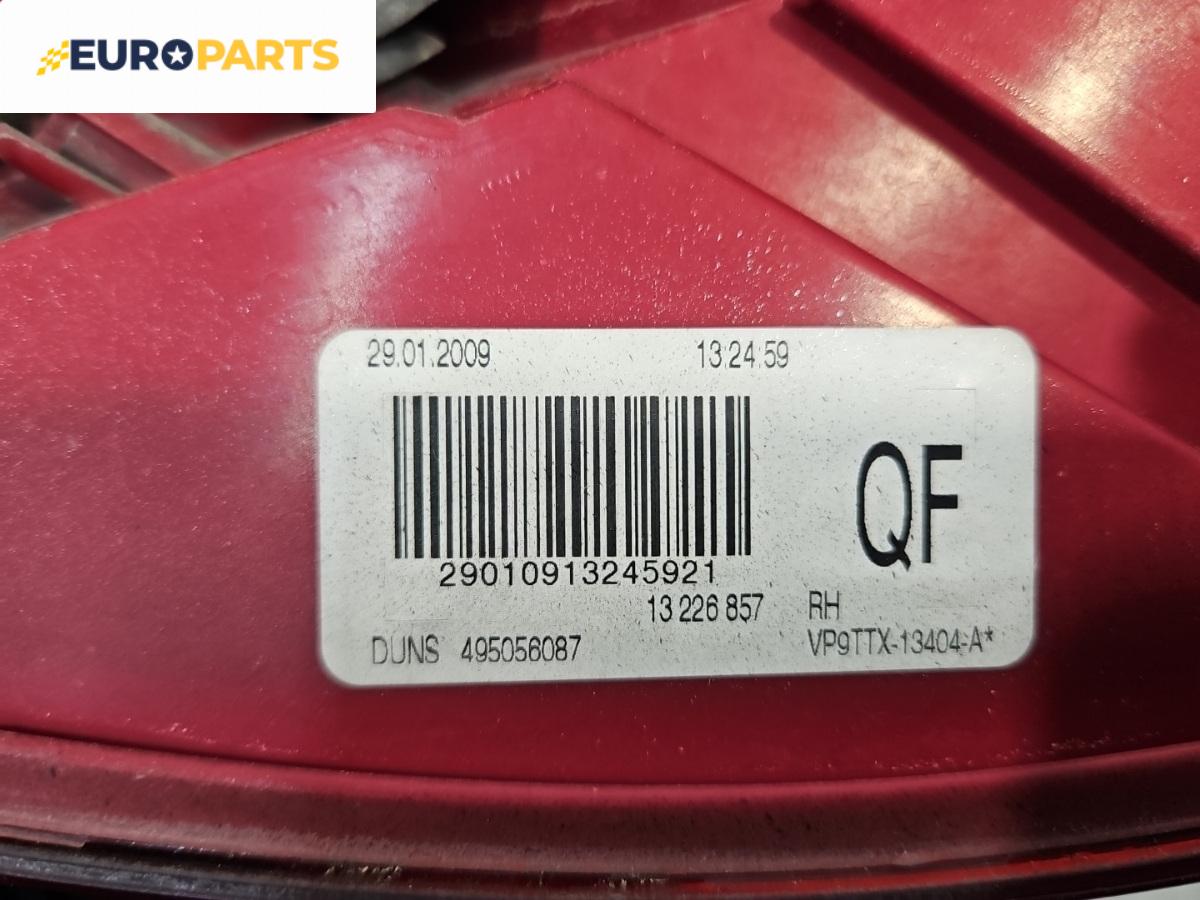 EUROPARTS
29.01.2009 13:24:59
QF
29010913245921
13 226 857 RH
DUNS 495056087 VP9TTX-13404-A*